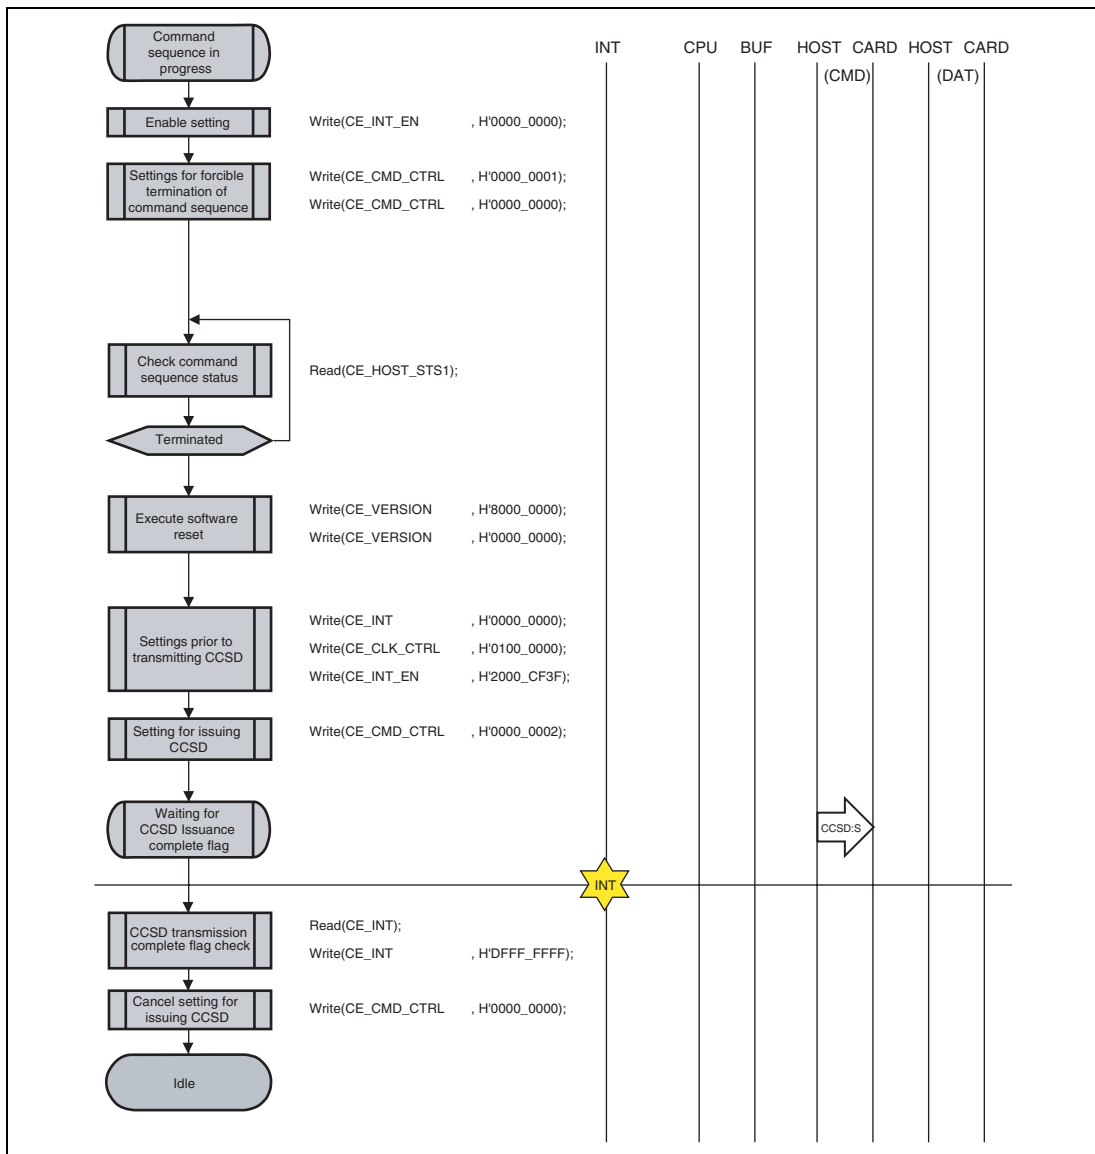 Command
sequence in
progress
INT CPU BUF HOST CARD HOST CARD
(CMD) (DAT)
Enable setting
Write(CE_INT_EN , H'0000_0000);
Settings for forcible
termination of
command sequence
Write(CE_CMD_CTRL , H'0000_0001);
Write(CE_CMD_CTRL , H'0000_0000);
Check command
sequence status
Read(CE_HOST_STS1);
Terminated
Execute software
reset
Write(CE_VERSION , H'8000_0000);
Write(CE_VERSION , H'0000_0000);
Settings prior to
transmitting CCSD
Write(CE_INT , H'0000_0000);
Write(CE_CLK_CTRL , H'0100_0000);
Write(CE_INT_EN , H'2000_CF3F);
Setting for issuing
CCSD
Write(CE_CMD_CTRL , H'0000_0002);
Waiting for
CCSD Issuance
complete flag
CCSD:S
INT
CCSD transmission
complete flag check
Read(CE_INT);
Write(CE_INT , H'DFFF_FFFF);
Cancel setting for
issuing CCSD
Write(CE_CMD_CTRL , H'0000_0000);
Idle